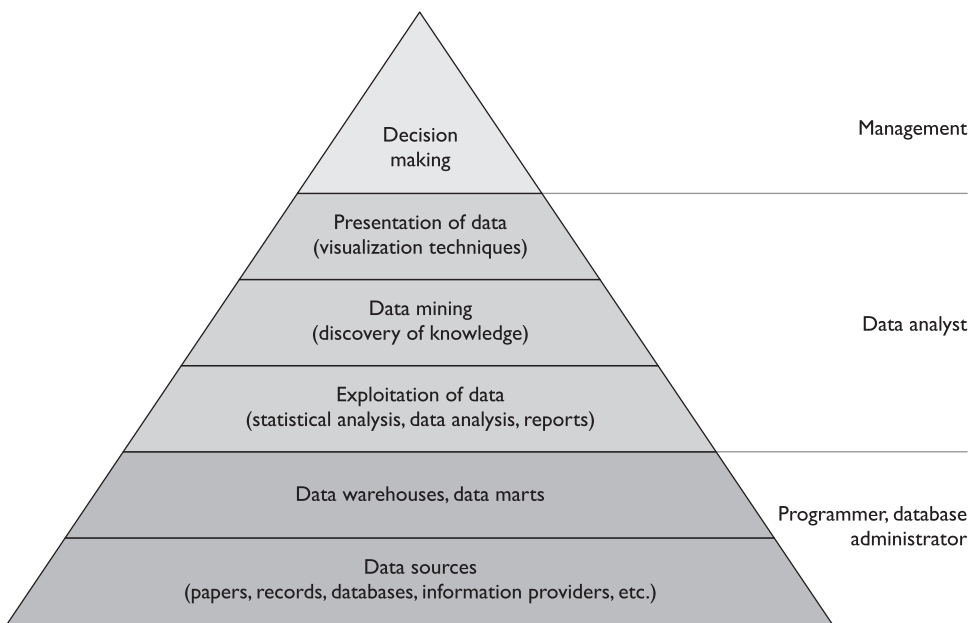 Decision
making
Management
Presentation of data
(visualization techniques)
Data mining
(discovery of knowledge)
Data analyst
Exploitation of data
(statistical analysis, data analysis, reports)
Data warehouses, data marts
Programmer, database
administrator
Data sources
(papers, records, databases, information providers, etc.)